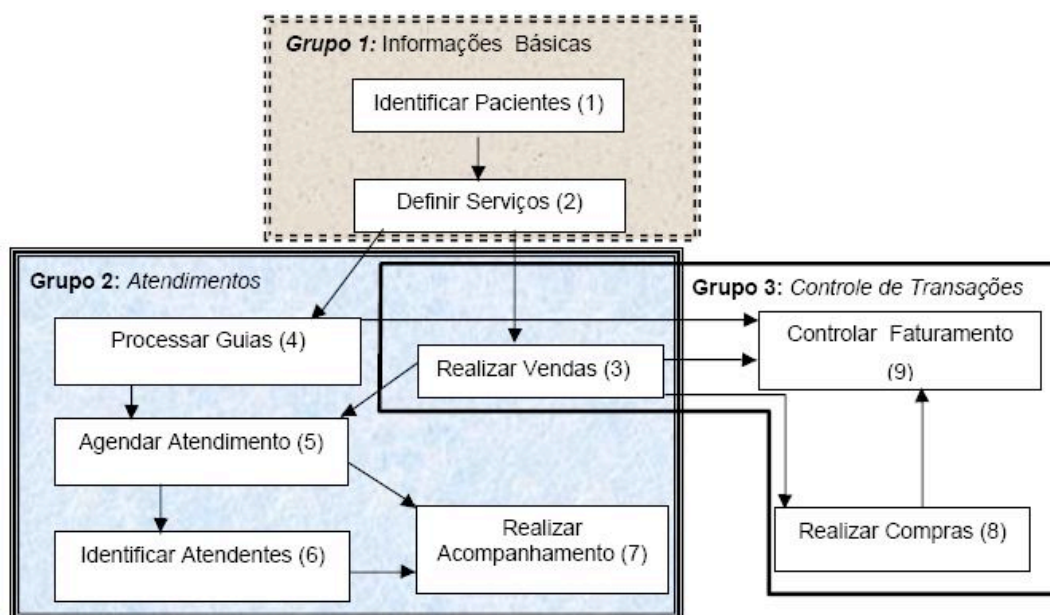 Grupo 1: Informações Básicas
Identificar Pacientes (1)
Definir Serviços (2)
Grupo 2: Atendimentos
Grupo 3: Controle de Transações
Processar Guias (4)
Realizar Vendas (3)
Controlar Faturamento
(9)
Agendar Atendimento (5)
Identificar Atendentes (6)
Realizar
Acompanhamento (7)
Realizar Compras (8)